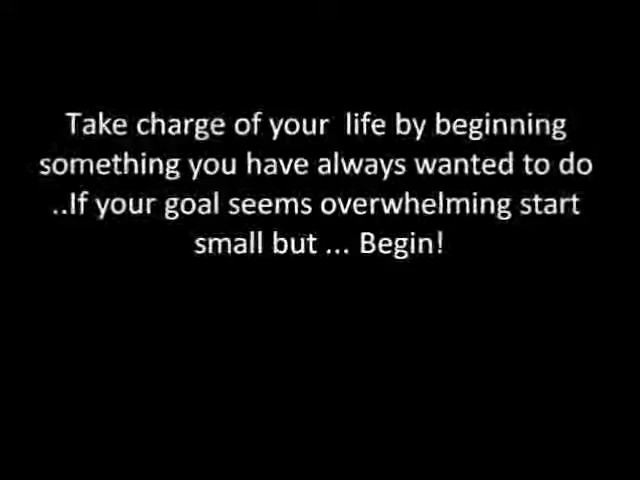 Take charge of your  life by beginning
something you have always wanted to do
..If your goal seems overwhelming start
small but ... Begin!